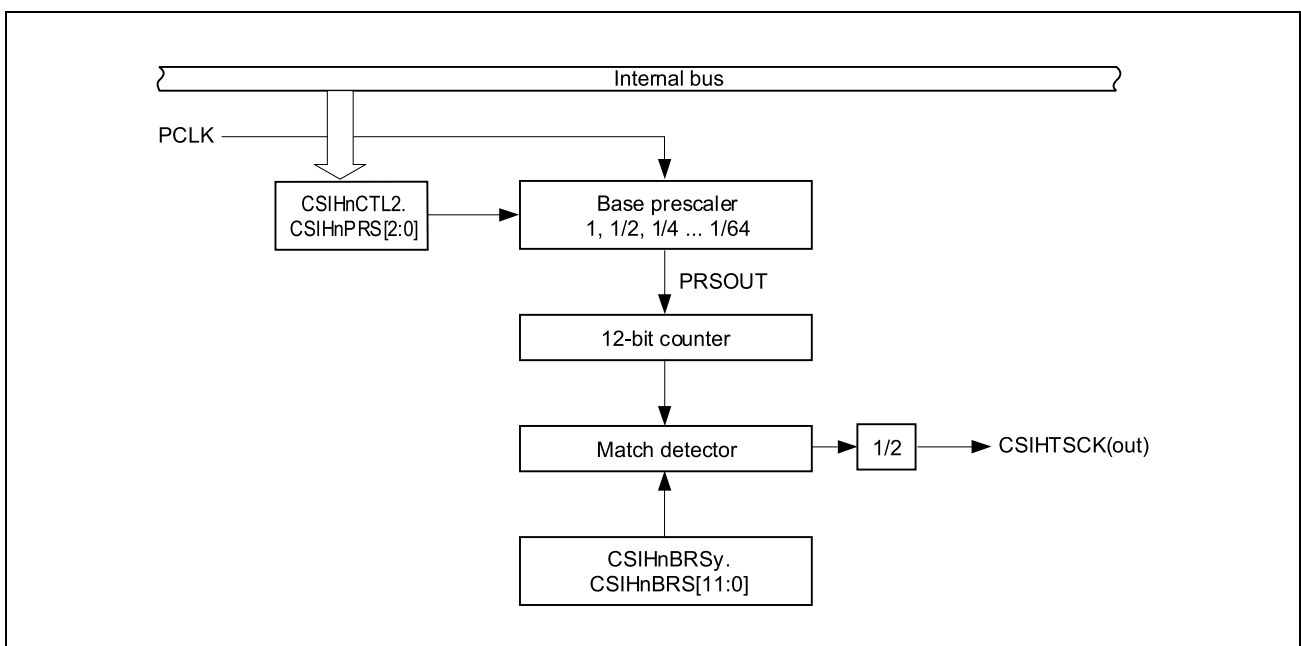 Internal bus
PCLK
CSIHnCTL2.
CSIHnPRS[2:0]
Base prescaler
1, 1/2, 1/4 ... 1/64
PRSOUT
12-bit counter
Match detector
1/2
CSIHTSCK(out)
CSIHnBRSy.
CSIHnBRS[11:0]